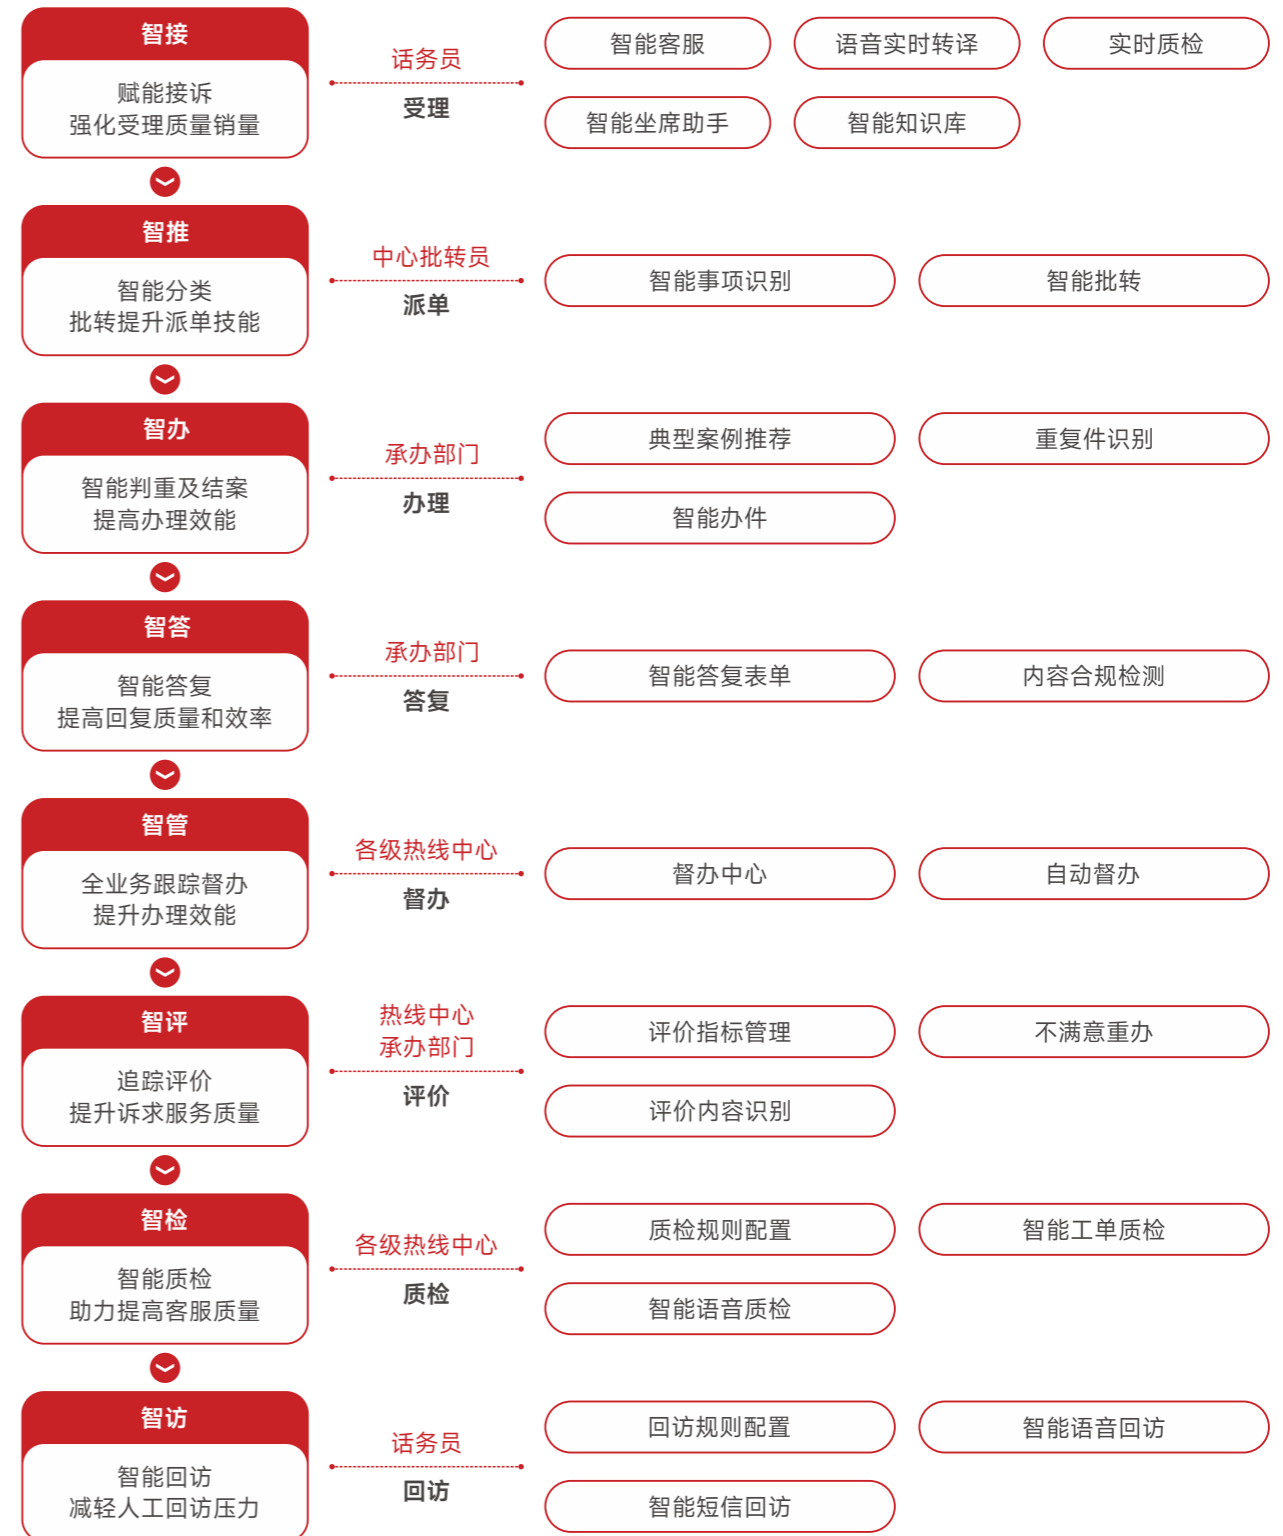 智接
赋能接诉
强化受理质量销量
话务员
受理
智能客服
语音实时转译
实时质检
智能坐席助手
智能知识库
智推
智能分类
批转提升派单技能
中心批转员
派单
智能事项识别
智能批转
智办
智能判重及结案
提高办理效能
承办部门
办理
典型案例推荐
重复件识别
智能办件
智答
智能答复
提高回复质量和效率
承办部门
答复
智能答复表单
内容合规检测
智管
全业务跟踪督办
提升办理效能
各级热线中心
督办
督办中心
自动督办
智评
追踪评价
提升诉求服务质量
热线中心
承办部门
评价
评价指标管理
不满意重办
评价内容识别
智检
智能质检
助力提高客服质量
各级热线中心
质检
质检规则配置
智能工单质检
智能语音质检
智访
智能回访
减轻人工回访压力
话务员
回访
回访规则配置
智能语音回访
智能短信回访